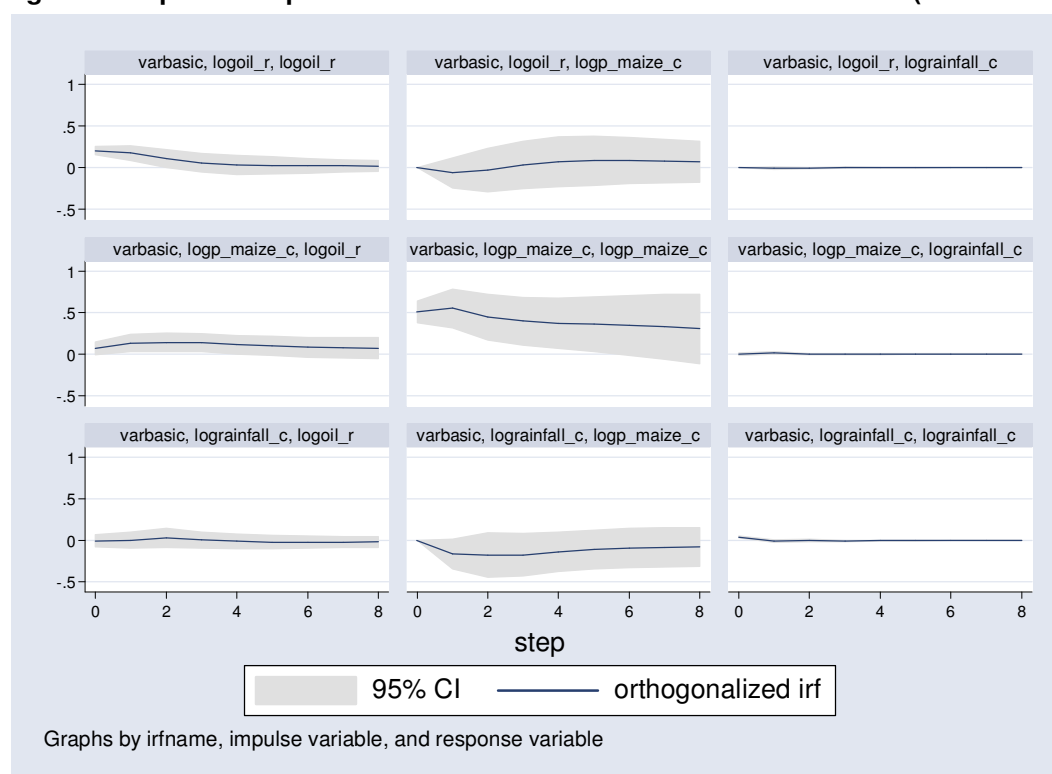 varbasic, logoil_r, logoil_r
varbasic, logoil_r, logp_maize_c
varbasic, logoil_r, lograinfall_c
1
.5
0
-.5
varbasic, logp_maize_c, logoil_r
varbasic, logp_maize_c, logp_maize_c
varbasic, logp_maize_c, lograinfall_c
1
.5
0
-.5
varbasic, lograinfall_c, logoil_r
varbasic, lograinfall_c, logp_maize_c
varbasic, lograinfall_c, lograinfall_c
1
.5
0
-.5
0 2 4 6 8
0 2 4 6 8
0 2 4 6 8
step
95% CI
orthogonalized irf
Graphs by irfname, impulse variable, and response variable